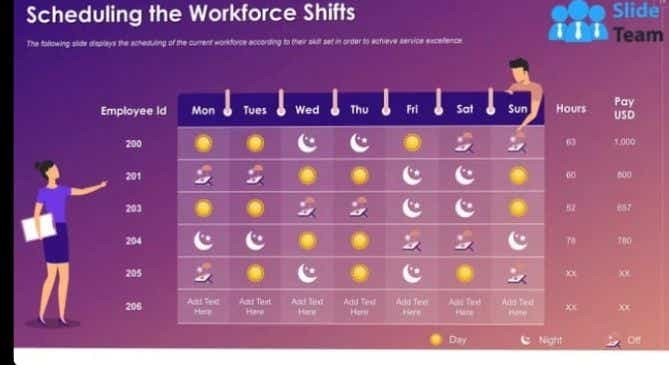 Scheduling the Workforce Shifts
Slide
Team
The following slide displays the scheduling of the current workforce according to their skill set in order to achieve service excellence
Employee Id Mon Tues Wed Thu Fri Sat Sun Hours Pay USD
200 63 1,000
201 60 800
203 52 657
204 78 780
205 XX XX
206 Add Text Here Add Text Here Add Text Here Add Text Here Add Text Here Add Text Here Add Text Here XX XX
Day Night Off